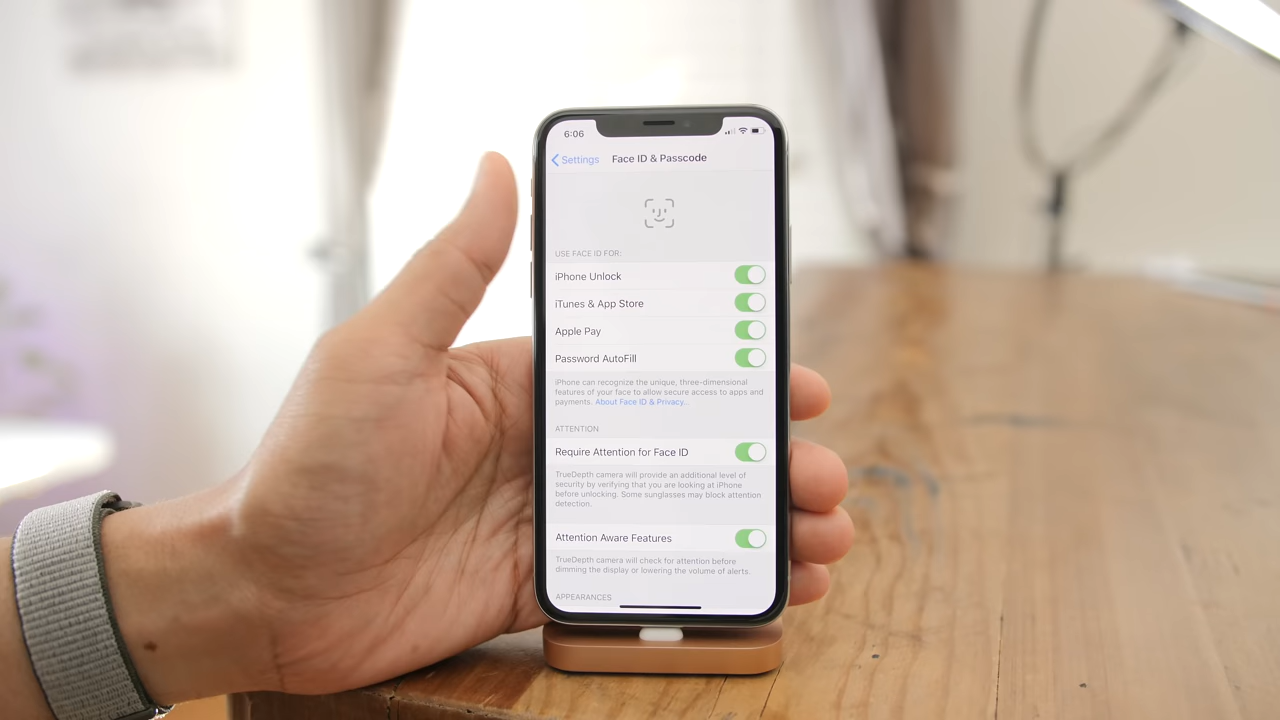 6:06
Settings Face ID & Passcode
USE FACE ID FOR:
iPhone Unlock
iTunes & App Store
Apple Pay
Password AutoFill
iPhone can recognize the unique, three-dimensional
features of your face to allow secure access to apps and
payments. About Face ID & Privacy...
ATTENTION
Require Attention for Face ID
TrueDepth camera will provide an additional level of
security by verifying that you are looking at iPhone
before unlocking. Some sunglasses may block attention
detection.
Attention Aware Features
TrueDepth camera will check for attention before
dimming the display or lowering the volume of alerts.
APPEARANCES